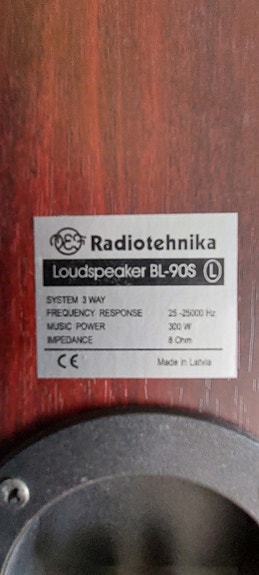 Radiotehnika
Loudspeaker BL-90S L
SYSTEM 3 WAY
FREQUENCY RESPONSE 25 -25000 Hz
MUSIC POWER 300 W
IMPEDANCE 8 Ohm
CE Made in Latvia